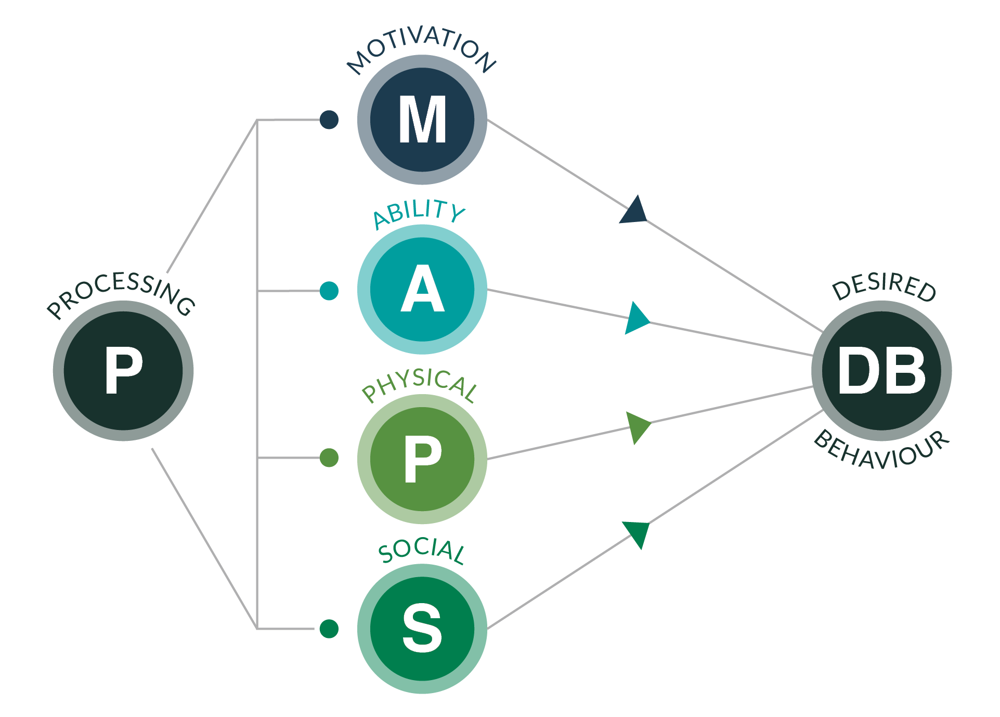 PROCESSING
P
MOTIVATION
M
ABILITY
A
PHYSICAL
P
SOCIAL
S
DESIRED
DB
BEHAVIOUR